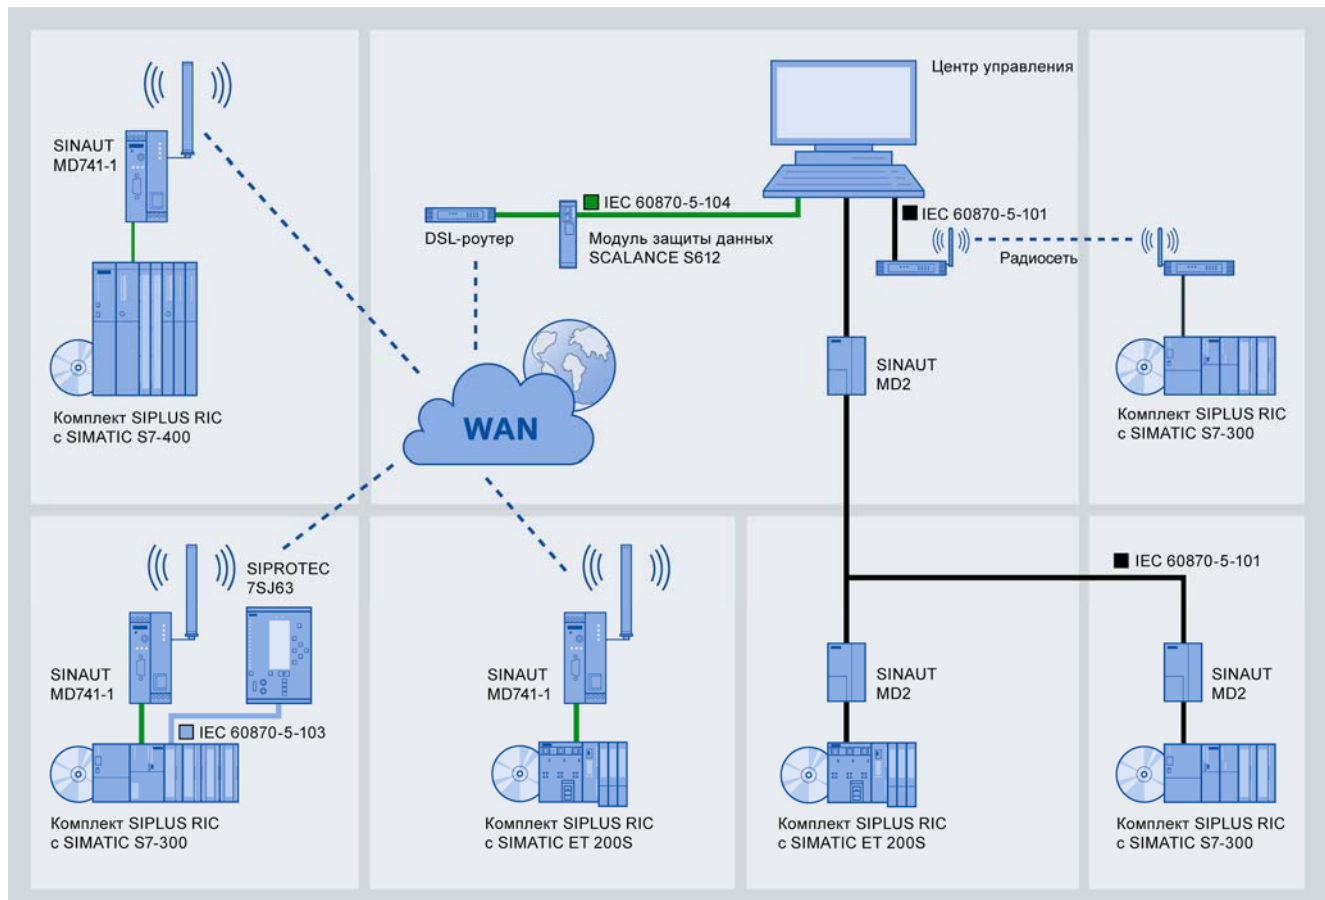 Центр управления
SINAUT
MD741-1
IEC 60870-5-104
IEC 60870-5-101
DSL-роутер
Модуль защиты данных
SCALANCE S612
Радиосеть
SINAUT
MD2
Комплект SIPLUS RIC
с SIMATIC S7-400
WAN
Комплект SIPLUS RIC
с SIMATIC S7-300
SIPROTEC
7SJ63
IEC 60870-5-101
SINAUT
MD741-1
SINAUT
MD741-1
SINAUT
MD2
SINAUT
MD2
IEC 60870-5-103
Комплект SIPLUS RIC
с SIMATIC S7-300
Комплект SIPLUS RIC
с SIMATIC ET 200S
Комплект SIPLUS RIC
с SIMATIC ET 200S
Комплект SIPLUS RIC
с SIMATIC S7-300